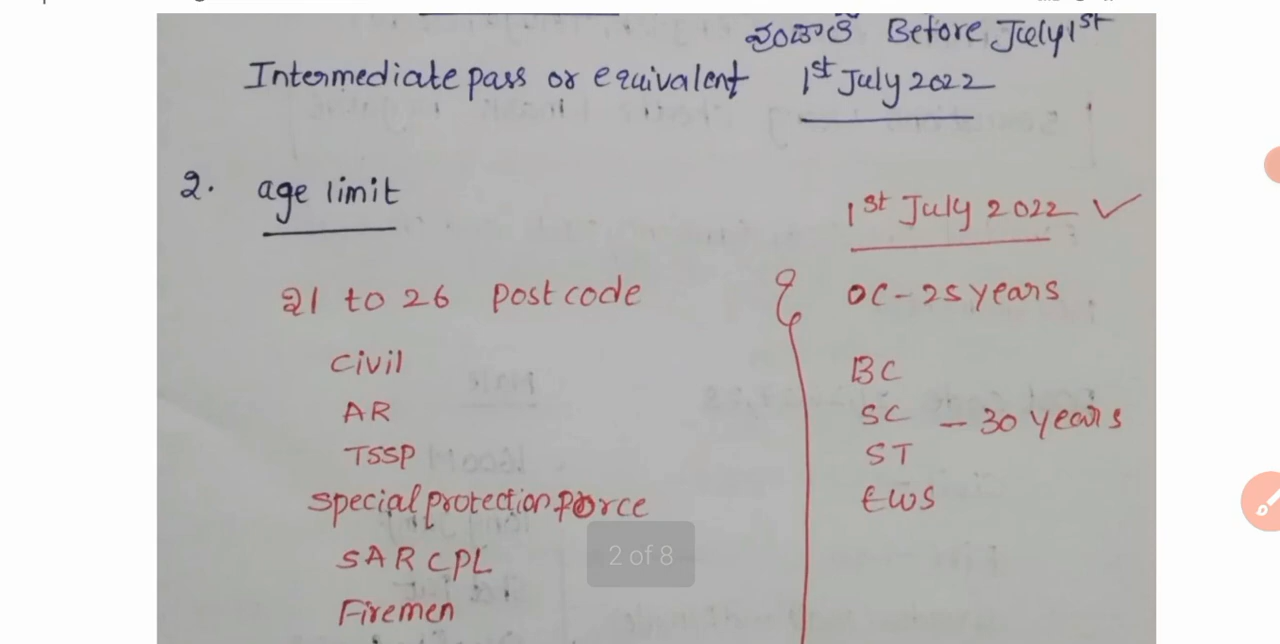 వుండాలి Before July 1st
Intermediate pass or equivalent 1st July 2022
2. age limit
1st July 2022 ✓
21 to 26 Post code
OC - 25 years
Civil
BC
AR
SC - 30 years
TSSP
ST
Special protection force
EWS
2 of 8
SAR CPL
Firemen